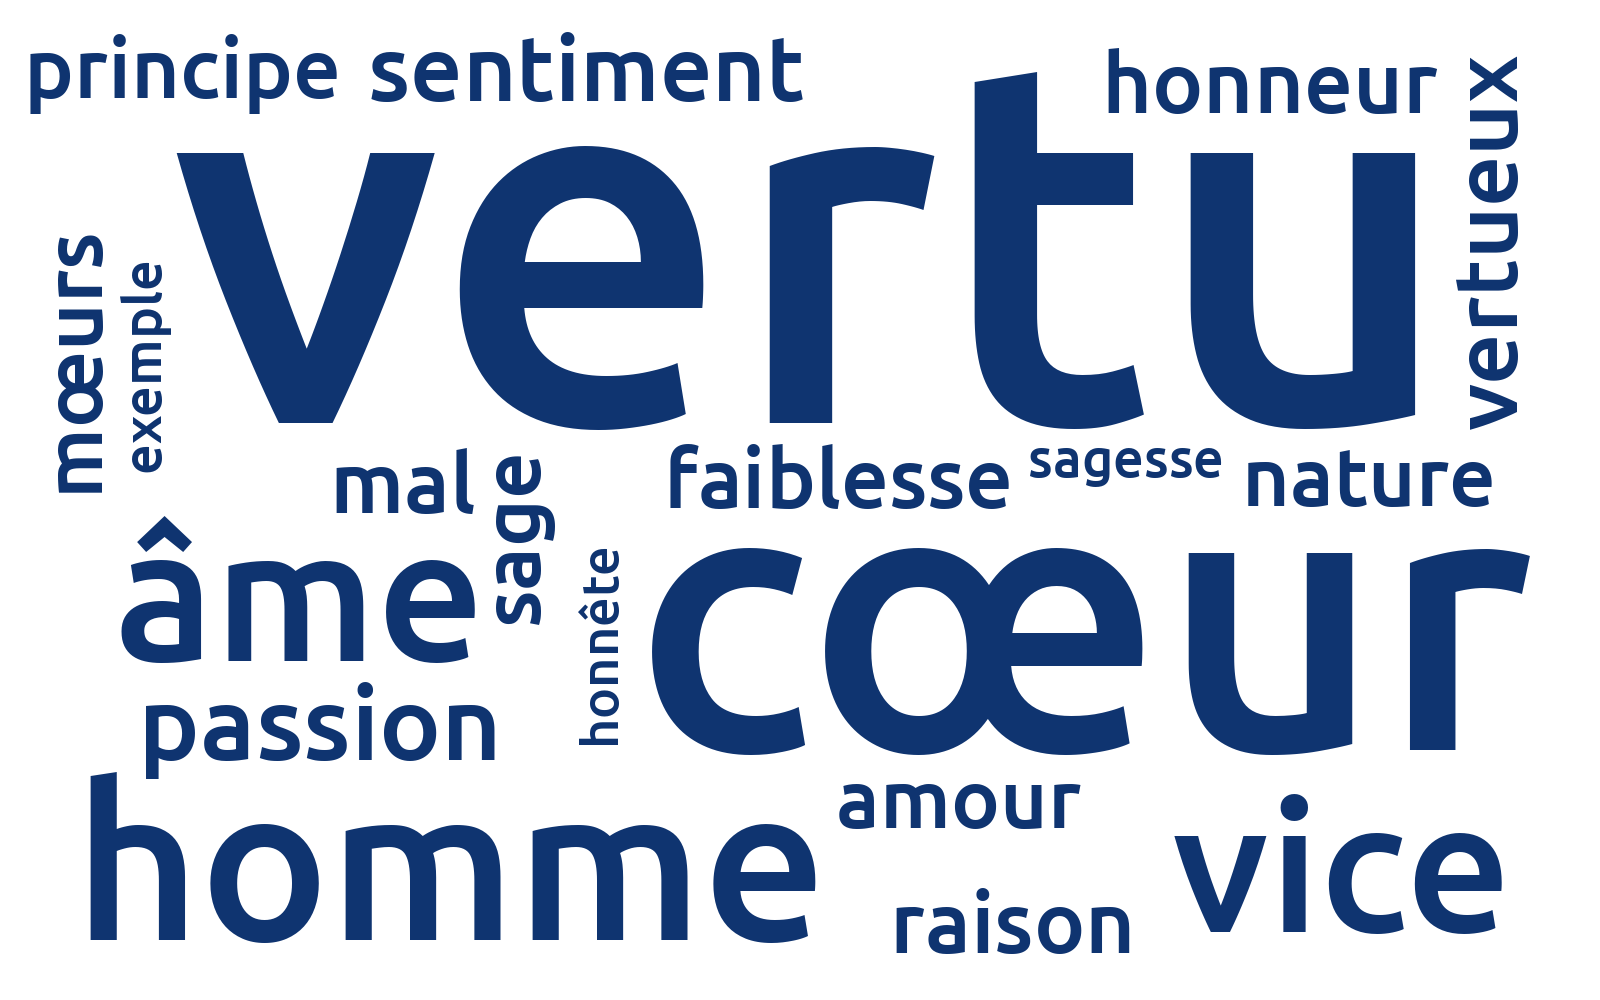 principe
sentiment
honneur
vertueux
vertu
mœurs
exemple
mal
sage
faiblesse
sagesse
nature
âme
honnête
cœur
passion
homme
amour
vice
raison